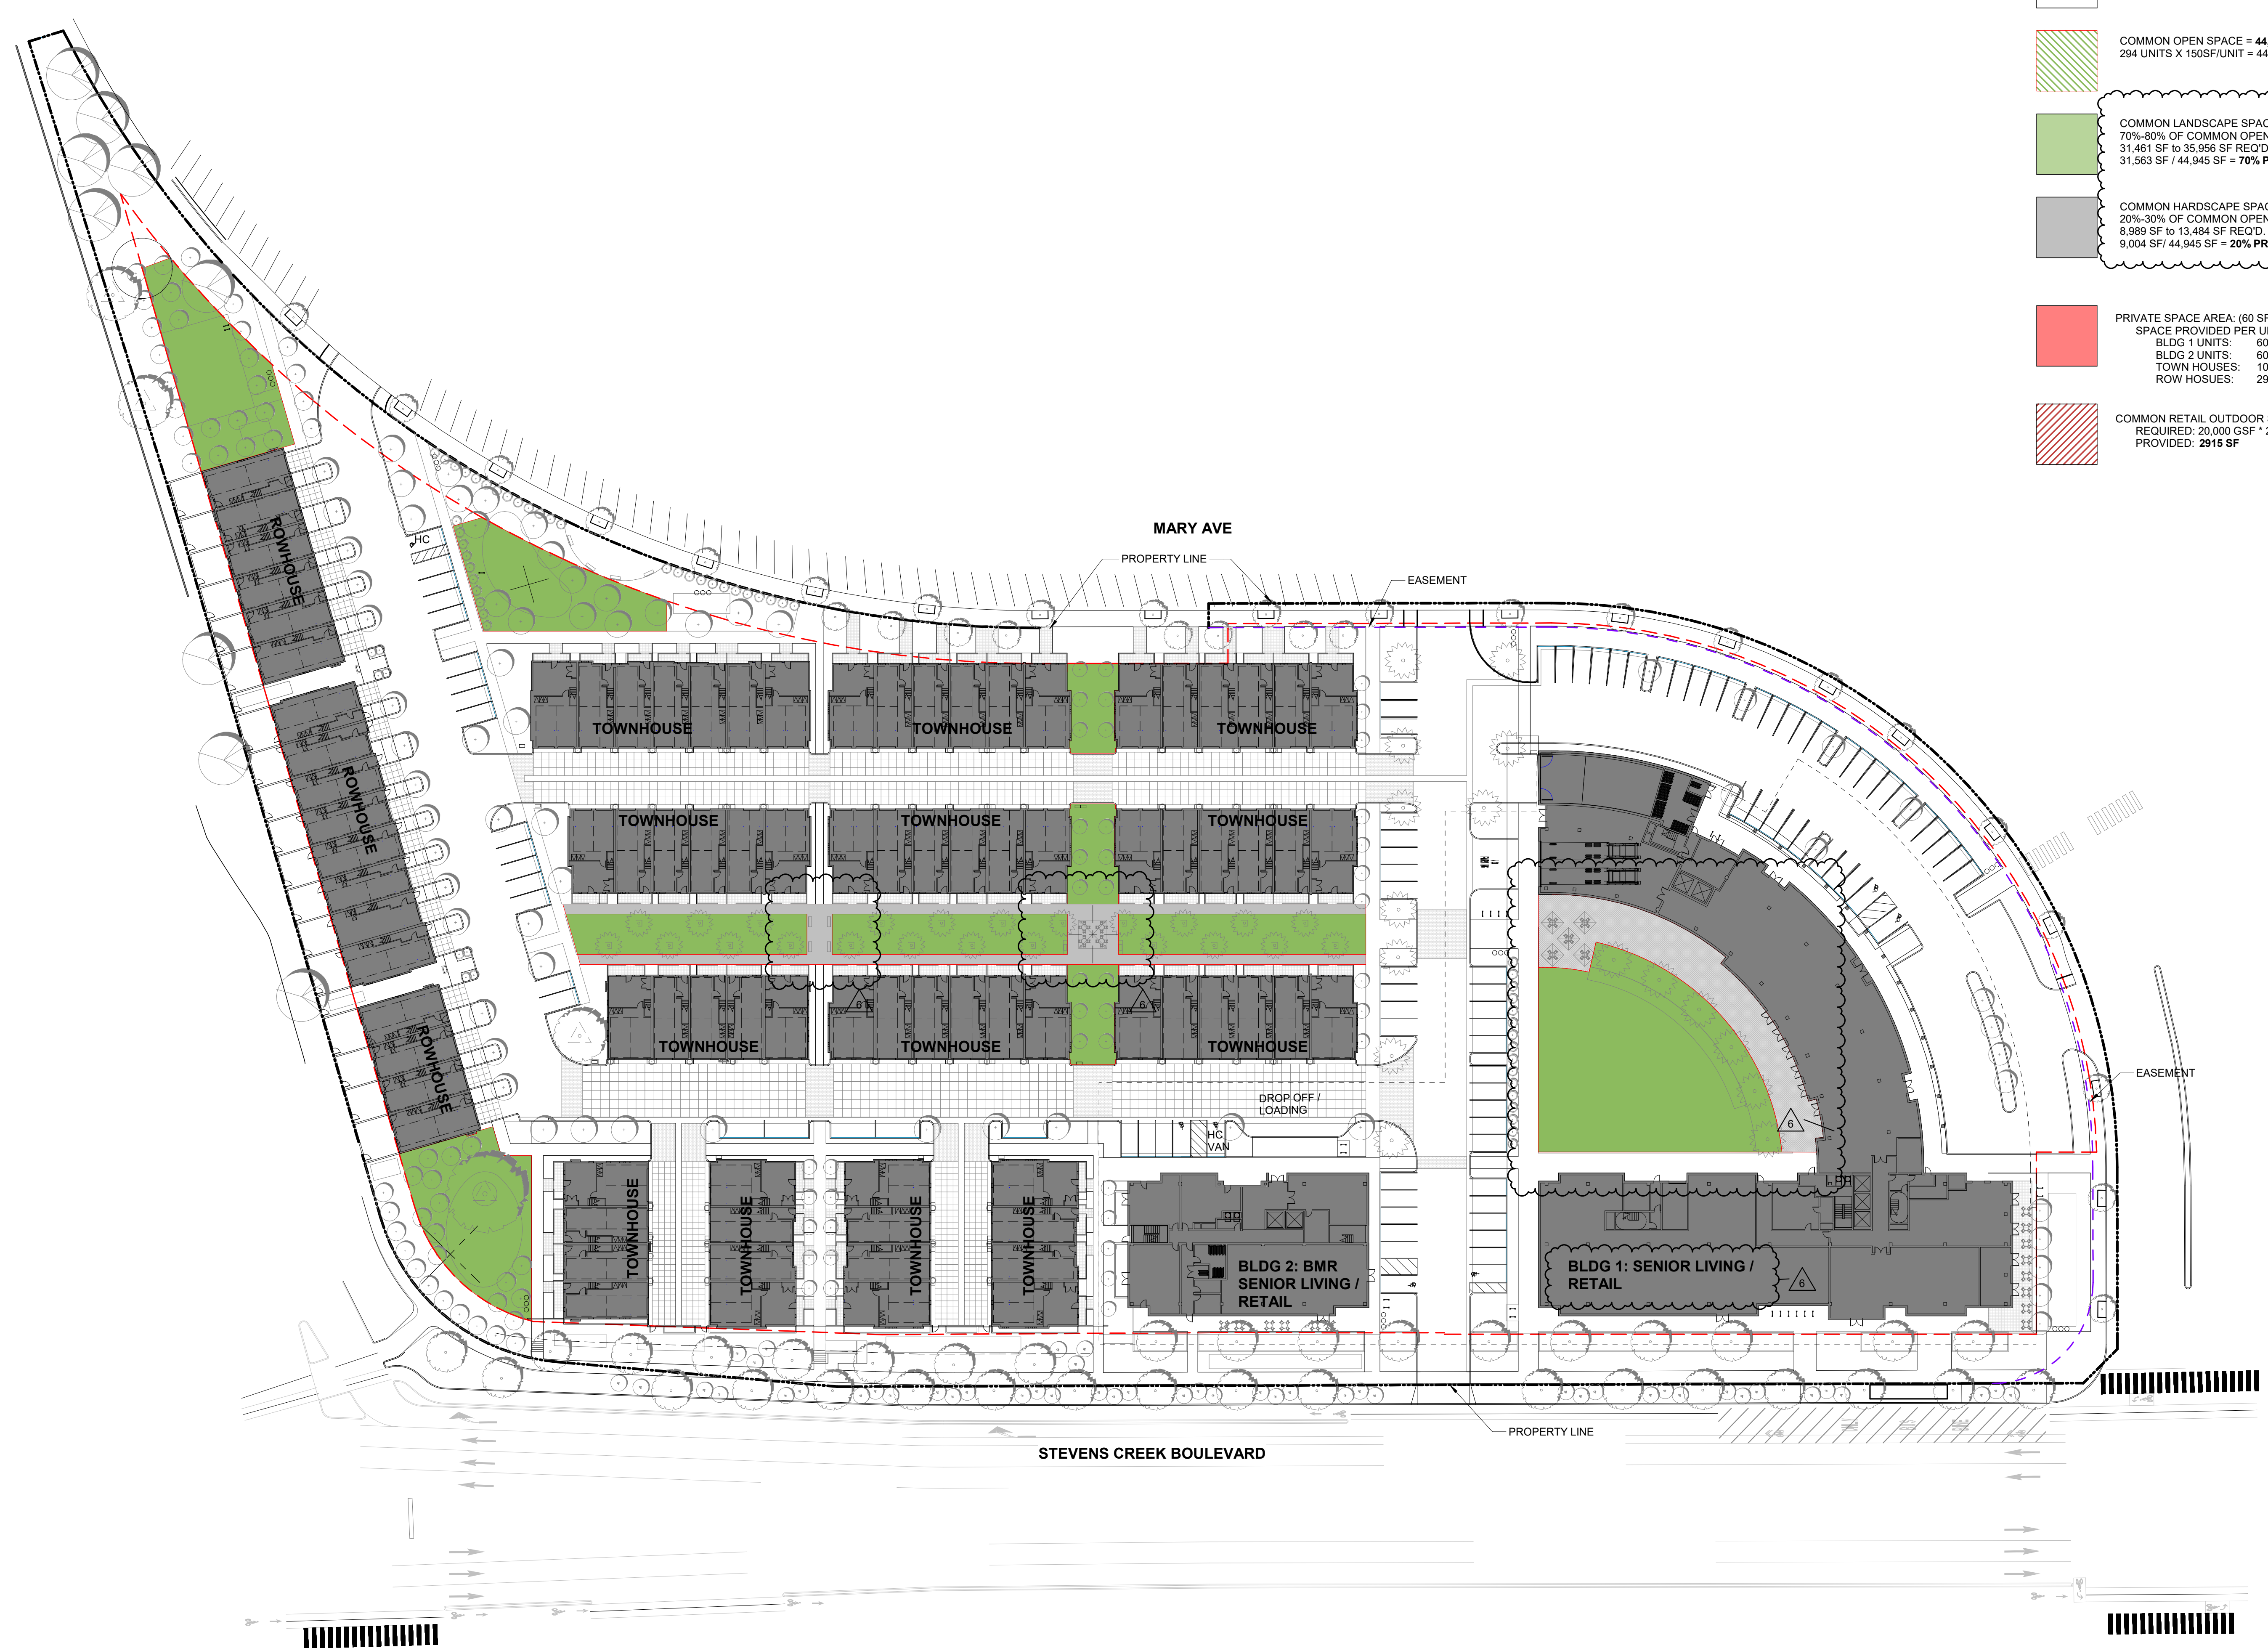 COMMON OPEN SPACE = 44
294 UNITS X 150SF/UNIT = 44
COMMON LANDSCAPE SPAC
70%-80% OF COMMON OPEN
31,461 SF to 35,956 SF REQ'D
31,563 SF / 44,945 SF = 70% P
COMMON HARDSCAPE SPAC
20%-30% OF COMMON OPEN
8,989 SF to 13,484 SF REQ'D.
9,004 SF/ 44,945 SF = 20% PR
PRIVATE SPACE AREA: (60 SF
SPACE PROVIDED PER U
BLDG 1 UNITS: 60
BLDG 2 UNITS: 60
TOWN HOUSES: 10
ROW HOSUES: 29
COMMON RETAIL OUTDOOR
REQUIRED: 20,000 GSF * 2
PROVIDED: 2915 SF
MARY AVE
PROPERTY LINE
EASEMENT
HC
ROWHOUSE
ROWHOUSE
ROWHOUSE
TOWNHOUSE
TOWNHOUSE
TOWNHOUSE
TOWNHOUSE
TOWNHOUSE
TOWNHOUSE
6
6
TOWNHOUSE
TOWNHOUSE
TOWNHOUSE
EASEMENT
DROP OFF /
LOADING
6
HC
VAN
TOWNHOUSE
TOWNHOUSE
TOWNHOUSE
TOWNHOUSE
BLDG 2: BMR
SENIOR LIVING /
RETAIL
BLDG 1: SENIOR LIVING /
RETAIL
6
PROPERTY LINE
STEVENS CREEK BOULEVARD